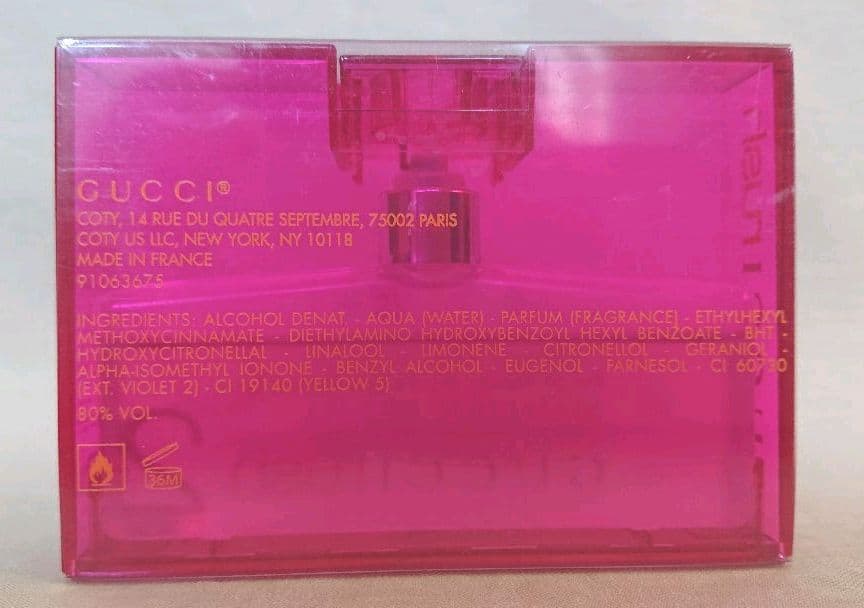 GUCCI®
COTY, 14 RUE DU QUATRE SEPTEMBRE, 75002 PARIS
COTY US LLC, NEW YORK, NY 10118
MADE IN FRANCE
91063675
INGREDIENTS: ALCOHOL DENAT. - AQUA (WATER) - PARFUM (FRAGRANCE) - ETHYLHEXYL
METHOXYCINNAMATE - DIETHYLAMINO HYDROXYBENZOYL HEXYL BENZOATE - BHT -
HYDROXYCITRONELLAL - LINALOOL - LIMONENE - CITRONELLOL - GERANIOL -
ALPHA-ISOMETHYL IONONE - BENZYL ALCOHOL - EUGENOL - FARNESOL - CI 60730
(EXT. VIOLET 2) - CI 19140 (YELLOW 5)
80% VOL.
36M